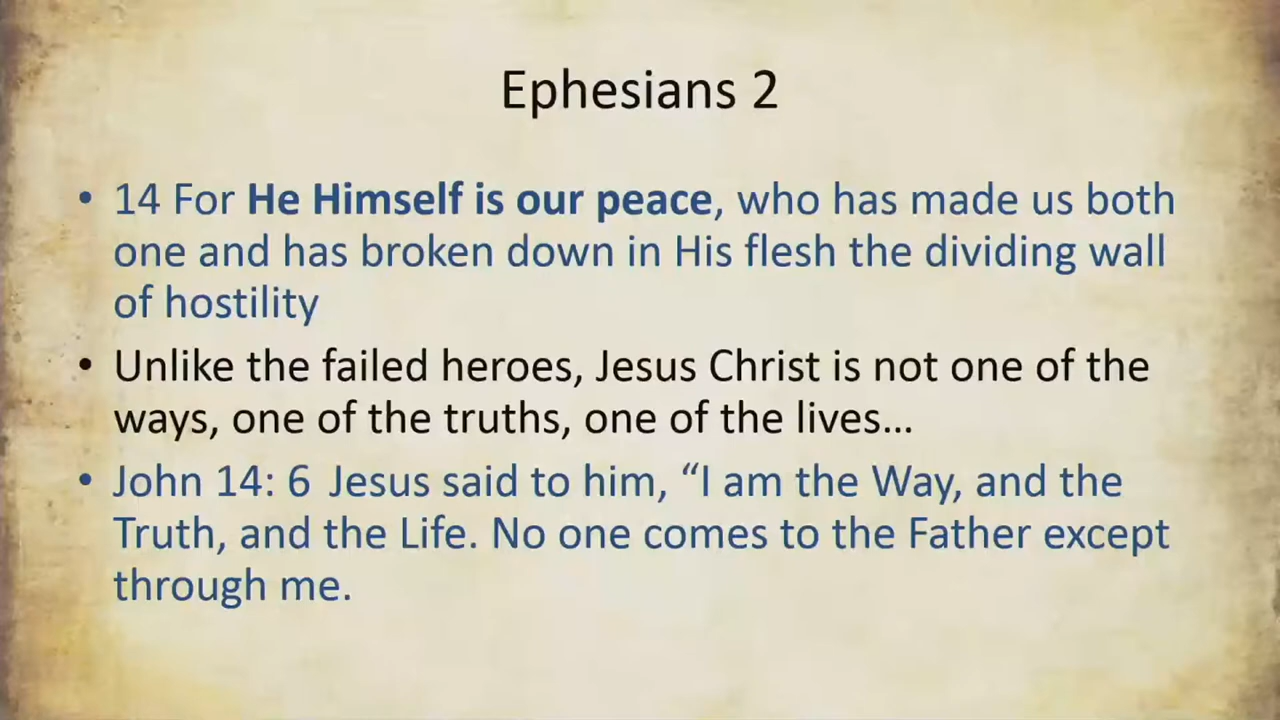 Ephesians 2
• 14 For He Himself is our peace, who has made us both
one and has broken down in His flesh the dividing wall
of hostility
• Unlike the failed heroes, Jesus Christ is not one of the
ways, one of the truths, one of the lives...
• John 14: 6 Jesus said to him, “I am the Way, and the
Truth, and the Life. No one comes to the Father except
through me.